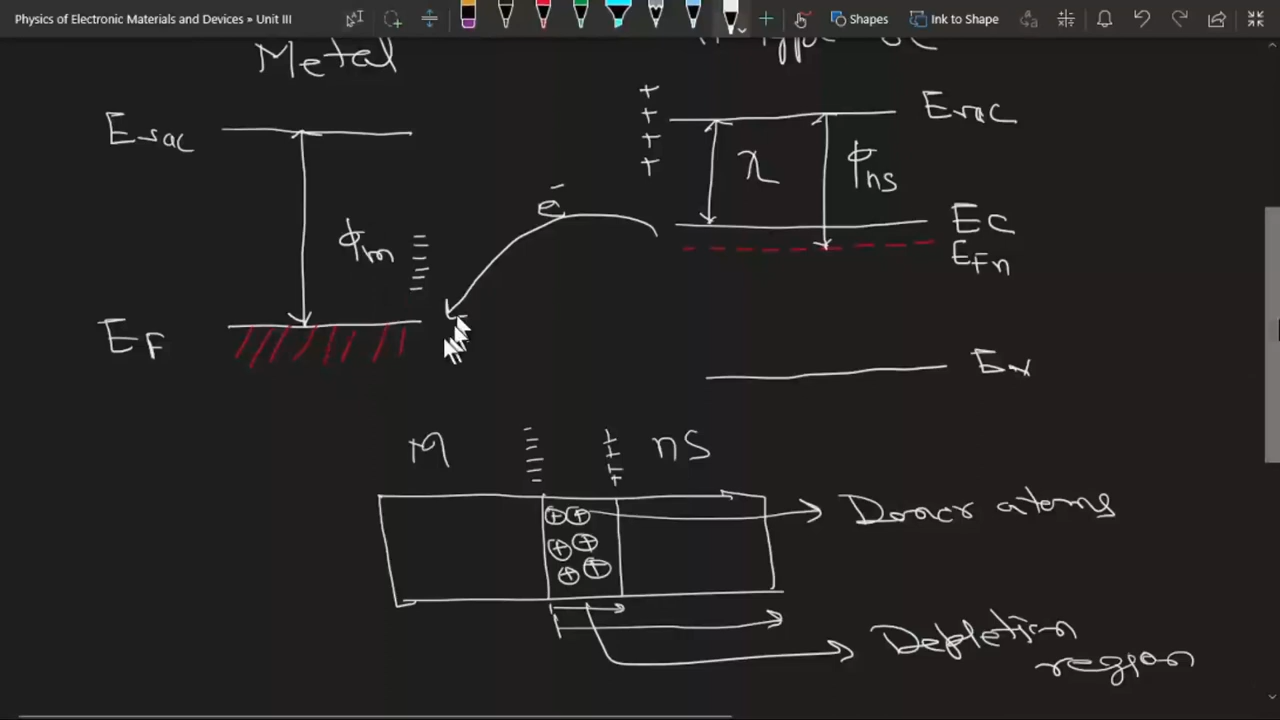 Physics of Electronic Materials and Devices » Unit III
Shapes
Ink to Shape
Metal
Evac
Evac
+
+
+
+
λ
ϕns
e⁻
ϕm
Ec
EFn
EF
Ev
M
nS
Donor atoms
Depletion
region